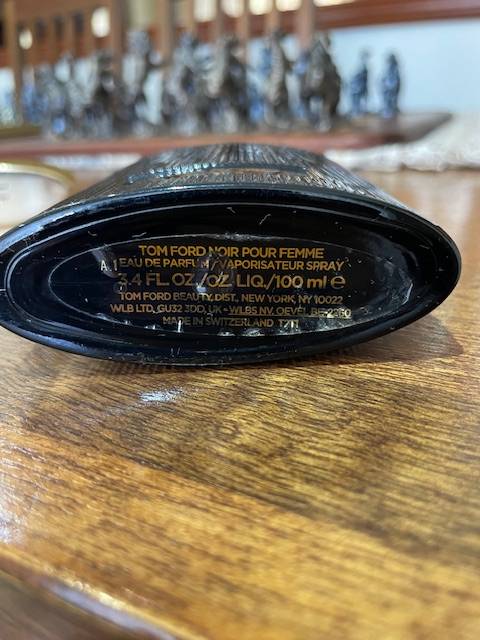 TOM FORD NOIR POUR FEMME
EAU DE PARFUM / VAPORISATEUR SPRAY
3.4 FL OZ./OZ. LIQ./100 ml ℮
TOM FORD BEAUTY, DIST., NEW YORK, NY 10022
WLB LTD, GU32 3DD, UK • WLBS NV, OEVEL, BE-2260
MADE IN SWITZERLAND